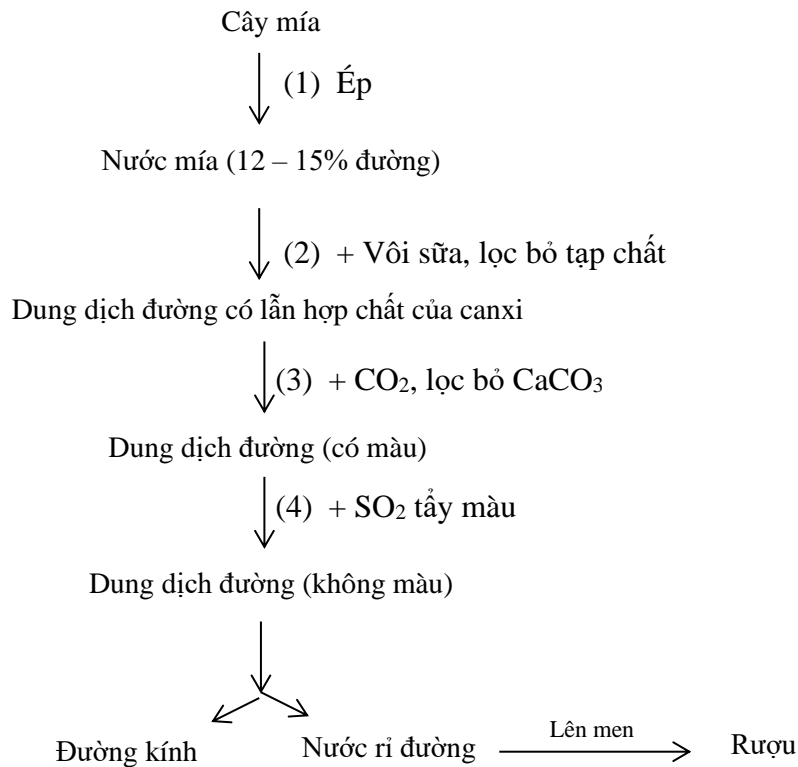 Cây mía
(1) Ép
Nước mía (12 – 15% đường)
(2) + Vôi sữa, lọc bỏ tạp chất
Dung dịch đường có lẫn hợp chất của canxi
(3) + CO₂, lọc bỏ CaCO₃
Dung dịch đường (có màu)
(4) + SO₂ tẩy màu
Dung dịch đường (không màu)
Đường kính
Nước rỉ đường
Lên men
Rượu